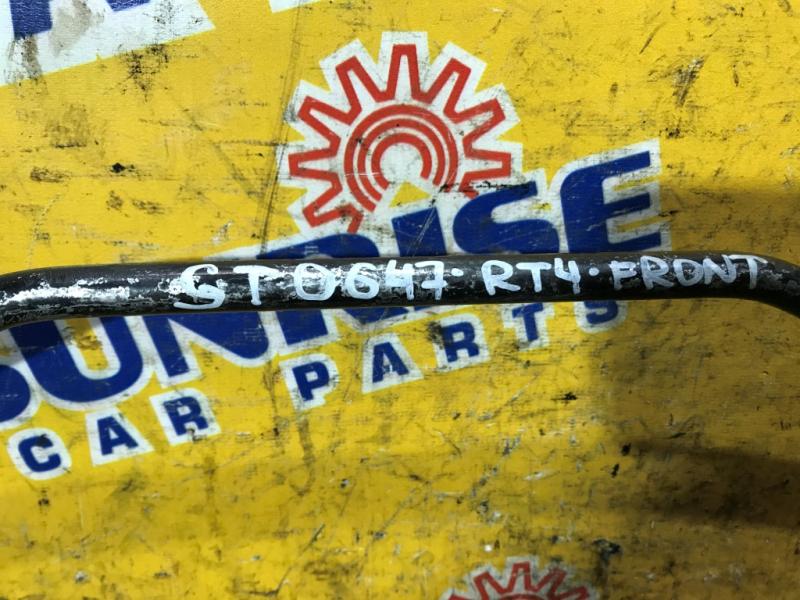 SUNRISE
ST0647· RT4· FRONT
CAR PARTS